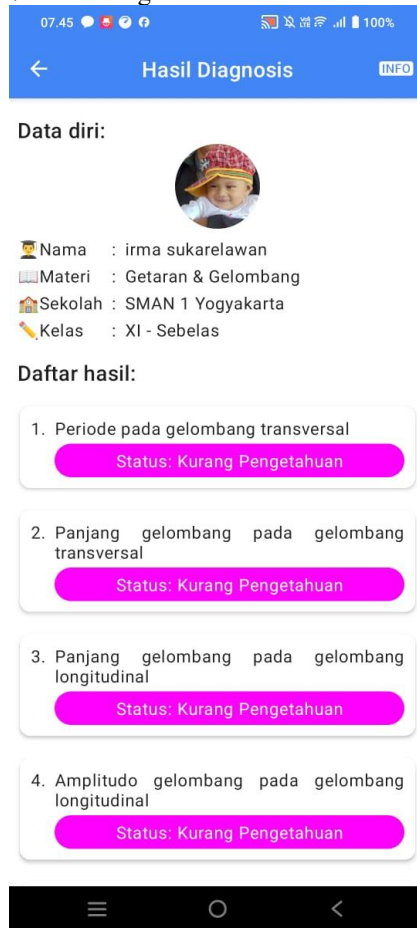 07.45 100%
Hasil Diagnosis INFO
Data diri:
Nama : irma sukarelawan
Materi : Getaran & Gelombang
Sekolah : SMAN 1 Yogyakarta
Kelas : XI - Sebelas
Daftar hasil:
1. Periode pada gelombang transversal
Status: Kurang Pengetahuan
2. Panjang gelombang pada gelombang
transversal
Status: Kurang Pengetahuan
3. Panjang gelombang pada gelombang
longitudinal
Status: Kurang Pengetahuan
4. Amplitudo gelombang pada gelombang
longitudinal
Status: Kurang Pengetahuan